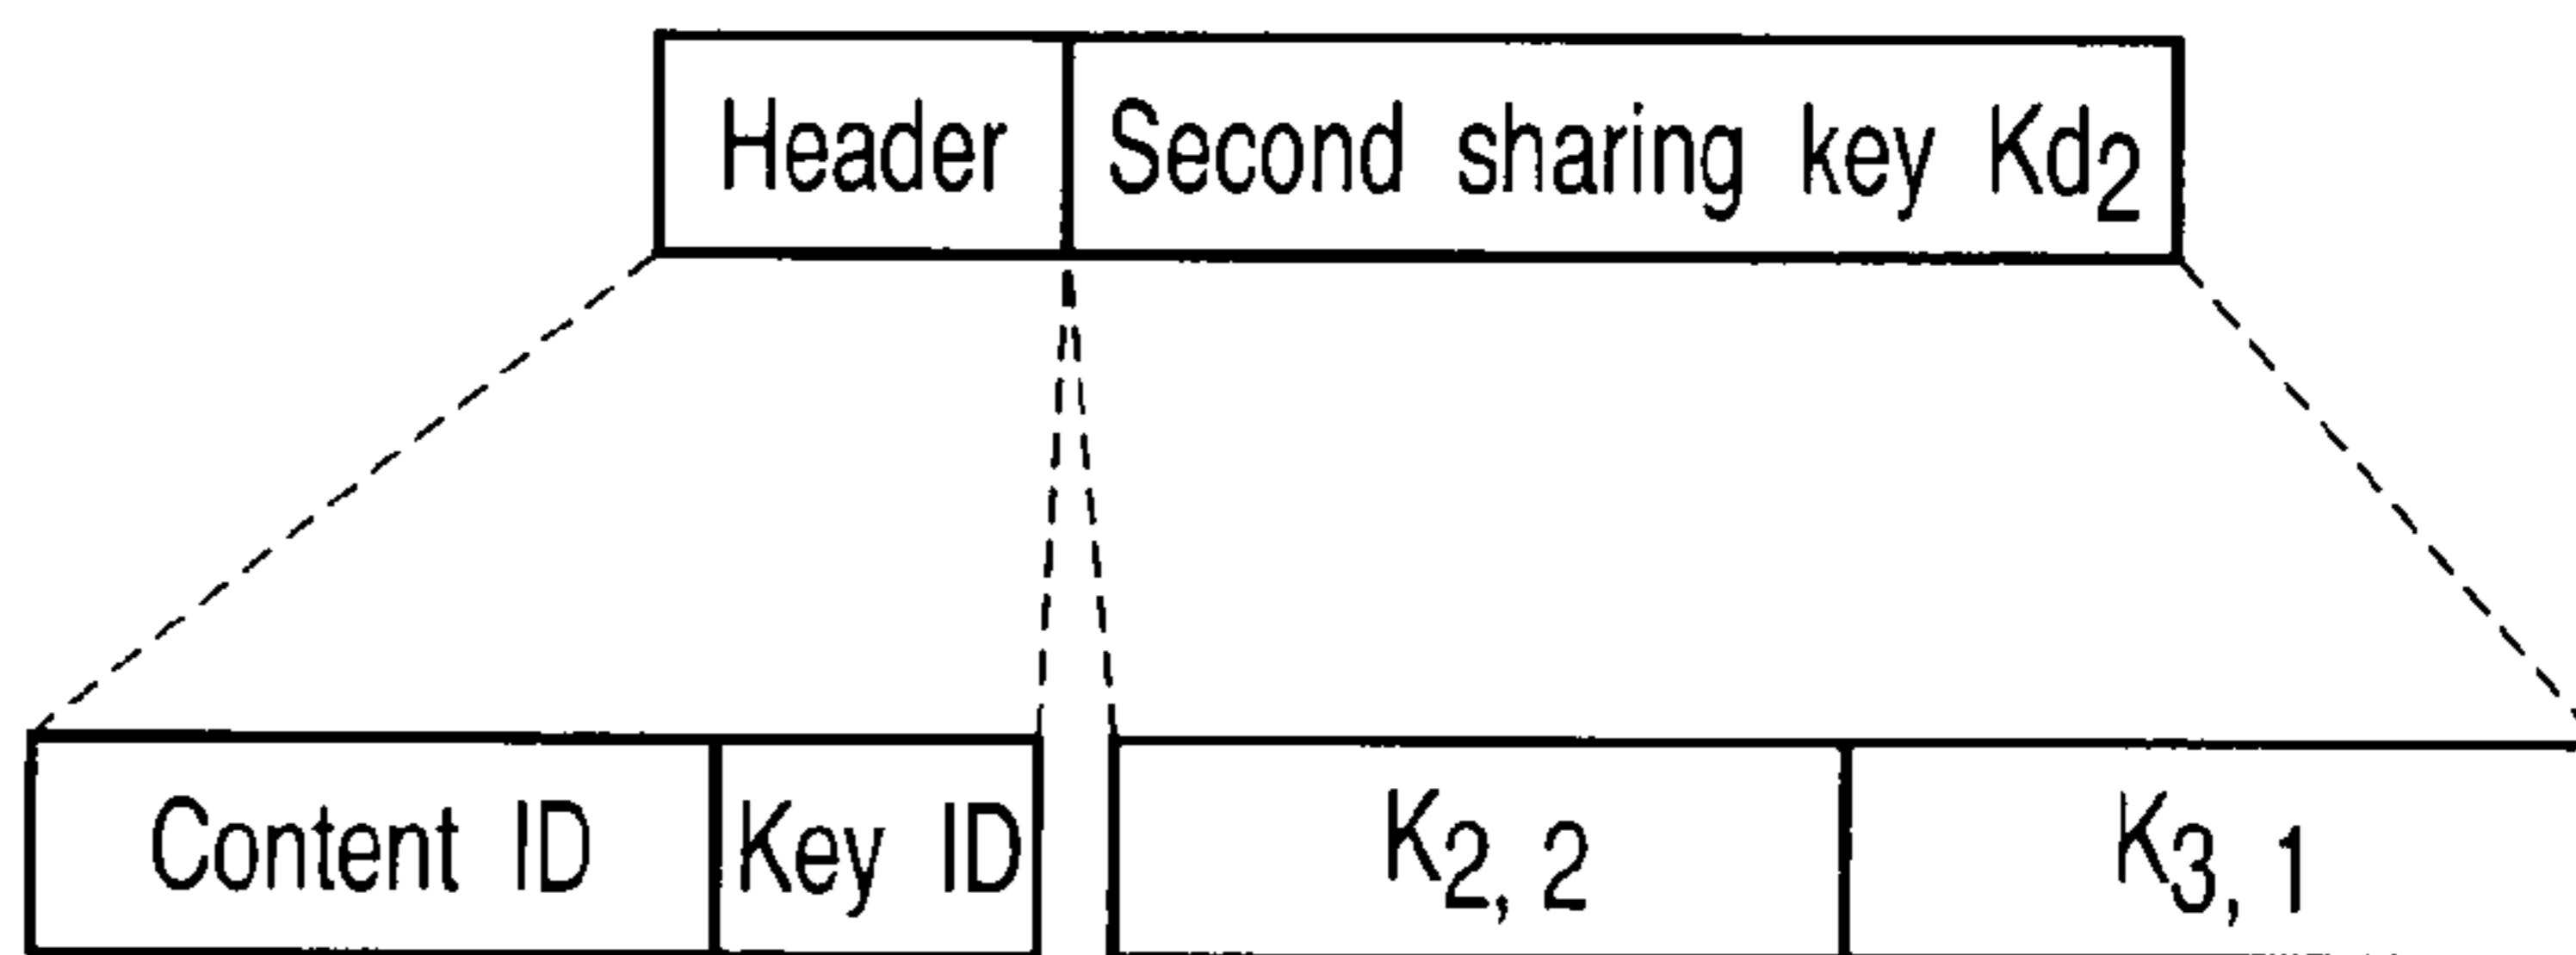 Header Second sharing key Kd2
Content ID Key ID K2, 2 K3, 1